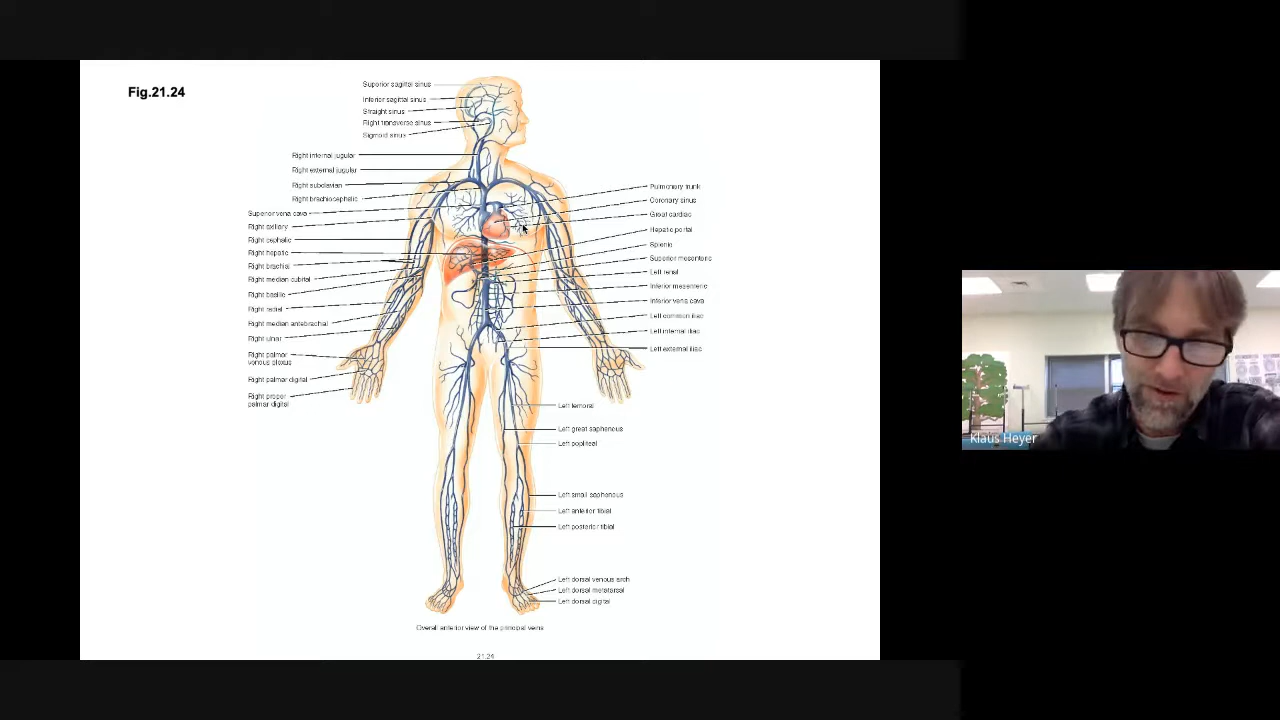 Fig.21.24
Superior sagittal sinus
Inferior sagittal sinus
Straight sinus
Right transverse sinus
Sigmoid sinus
Right internal jugular
Right external jugular
Right subclavian
Right brachiocephalic
Superior vena cava
Right axillary
Right cephalic
Right hepatic
Right brachial
Right median cubital
Right basilic
Right radial
Right median antebrachial
Right ulnar
Right palmar
venous plexus
Right palmar digital
Right proper
palmar digital
Pulmonary trunk
Coronary sinus
Great cardiac
Hepatic portal
Splenic
Superior mesenteric
Left renal
Inferior mesenteric
Inferior vena cava
Left common iliac
Left internal iliac
Left external iliac
Left femoral
Left great saphenous
Left popliteal
Left small saphenous
Left anterior tibial
Left posterior tibial
Left dorsal venous arch
Left dorsal metatarsal
Left dorsal digital
Overall anterior view of the principal veins
21.24
Klaus Heyer